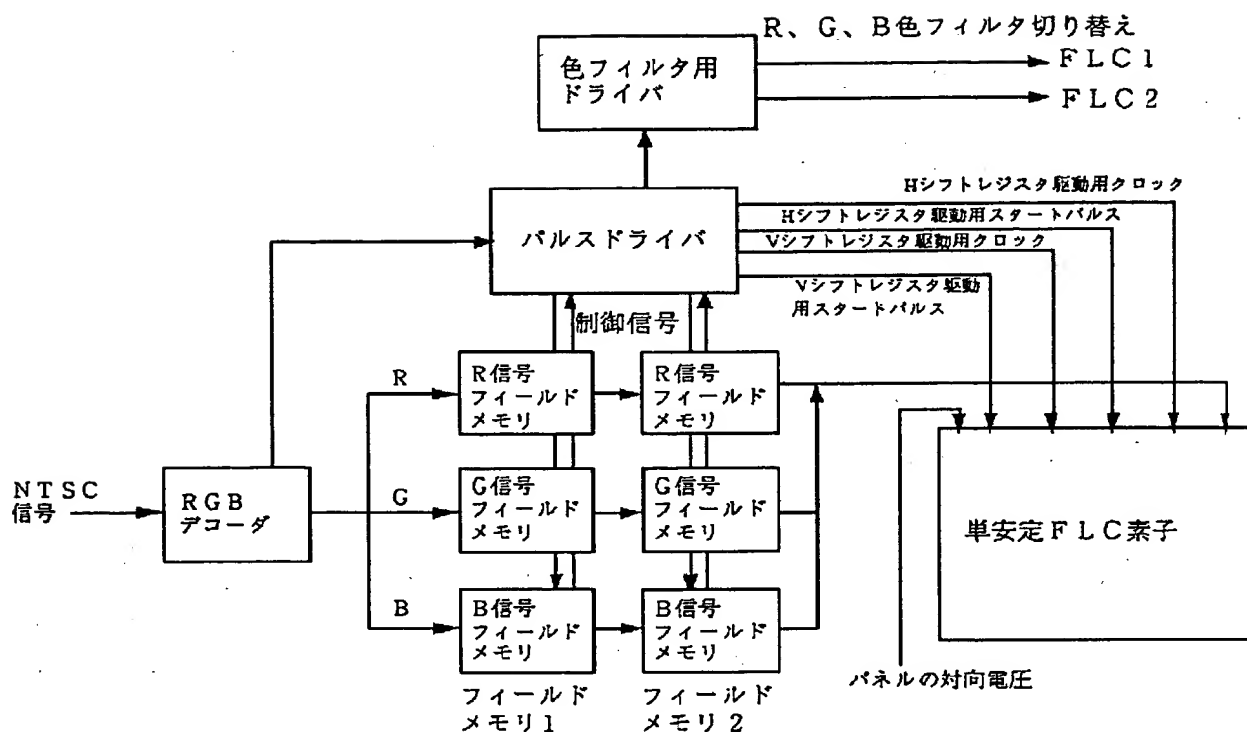 R、G、B色フィルタ切り替え
色フィルタ用
ドライバ
FLC1
FLC2
Hシフトレジスタ駆動用クロック
Hシフトレジスタ駆動用スタートパルス
パルスドライバ
Vシフトレジスタ駆動用クロック
Vシフトレジスタ駆動
用スタートパルス
制御信号
R
R信号
フィールド
メモリ
R信号
フィールド
メモリ
NTSC
信号
RGB
デコーダ
G
G信号
フィールド
メモリ
G信号
フィールド
メモリ
単安定FLC素子
B
B信号
フィールド
メモリ
B信号
フィールド
メモリ
パネルの対向電圧
フィールド
メモリ1
フィールド
メモリ2